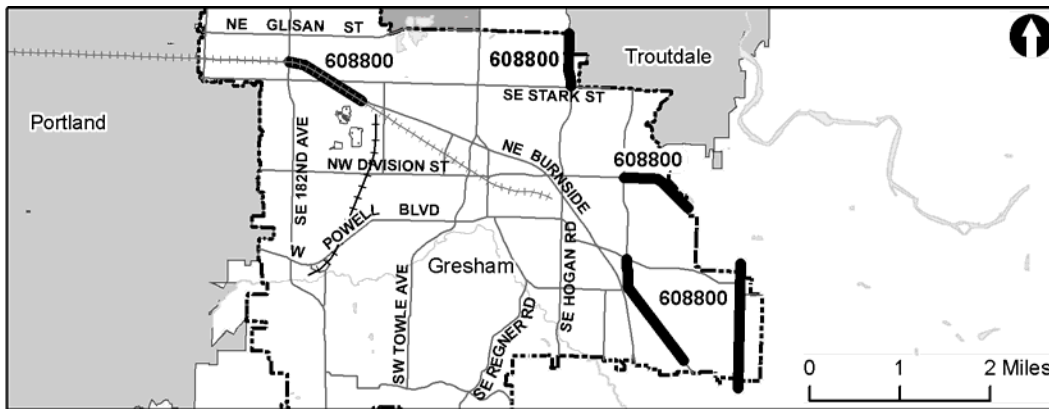 NE GLISAN ST
608800
608800
Troutdale
SE STARK ST
Portland
SE 182ND AVE
NW DIVISION ST
NE BURNSIDE
608800
W POWELL BLVD
SW TOWLE AVE
Gresham
SE REGNER RD
SE HOGAN RD
608800
0 1 2 Miles